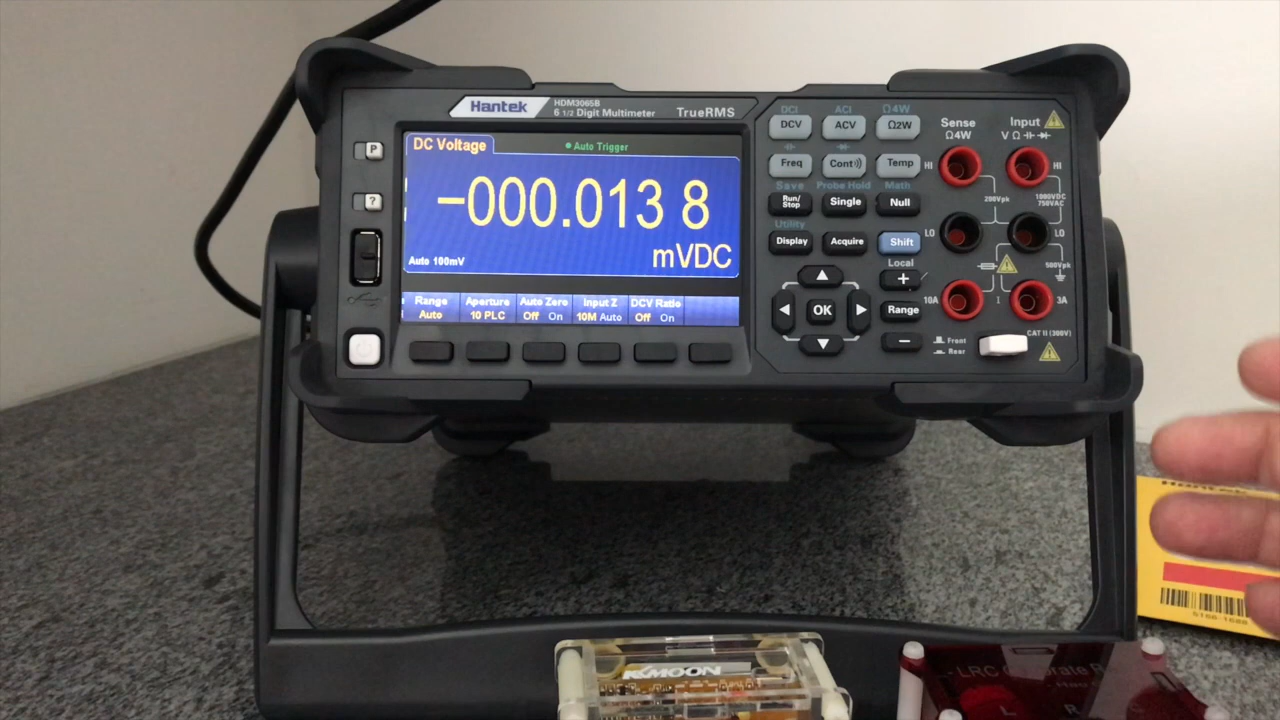 Hantek
HDM3065B
6 1/2 Digit Multimeter
TrueRMS
P
?
DC Voltage
Auto Trigger
-000.013 8
mVDC
Auto 100mV
Range
Auto
Aperture
10 PLC
Auto Zero
Off On
Input Z
10M Auto
DCV Ratio
Off On
DCI
ACI
Ω4W
DCV
ACV
Ω2W
Freq
Cont
Temp
Save
Probe Hold
Math
Run/
Stop
Single
Null
Utility
Display
Acquire
Shift
Local
+
OK
Range
−
Front
Rear
Sense
Ω4W
Input
V Ω
HI
HI
200Vpk
1000VDC
750VAC
LO
LO
500Vpk
10A
I
3A
CAT II (300V)
Hantek
KKMOON
LRC
L
R